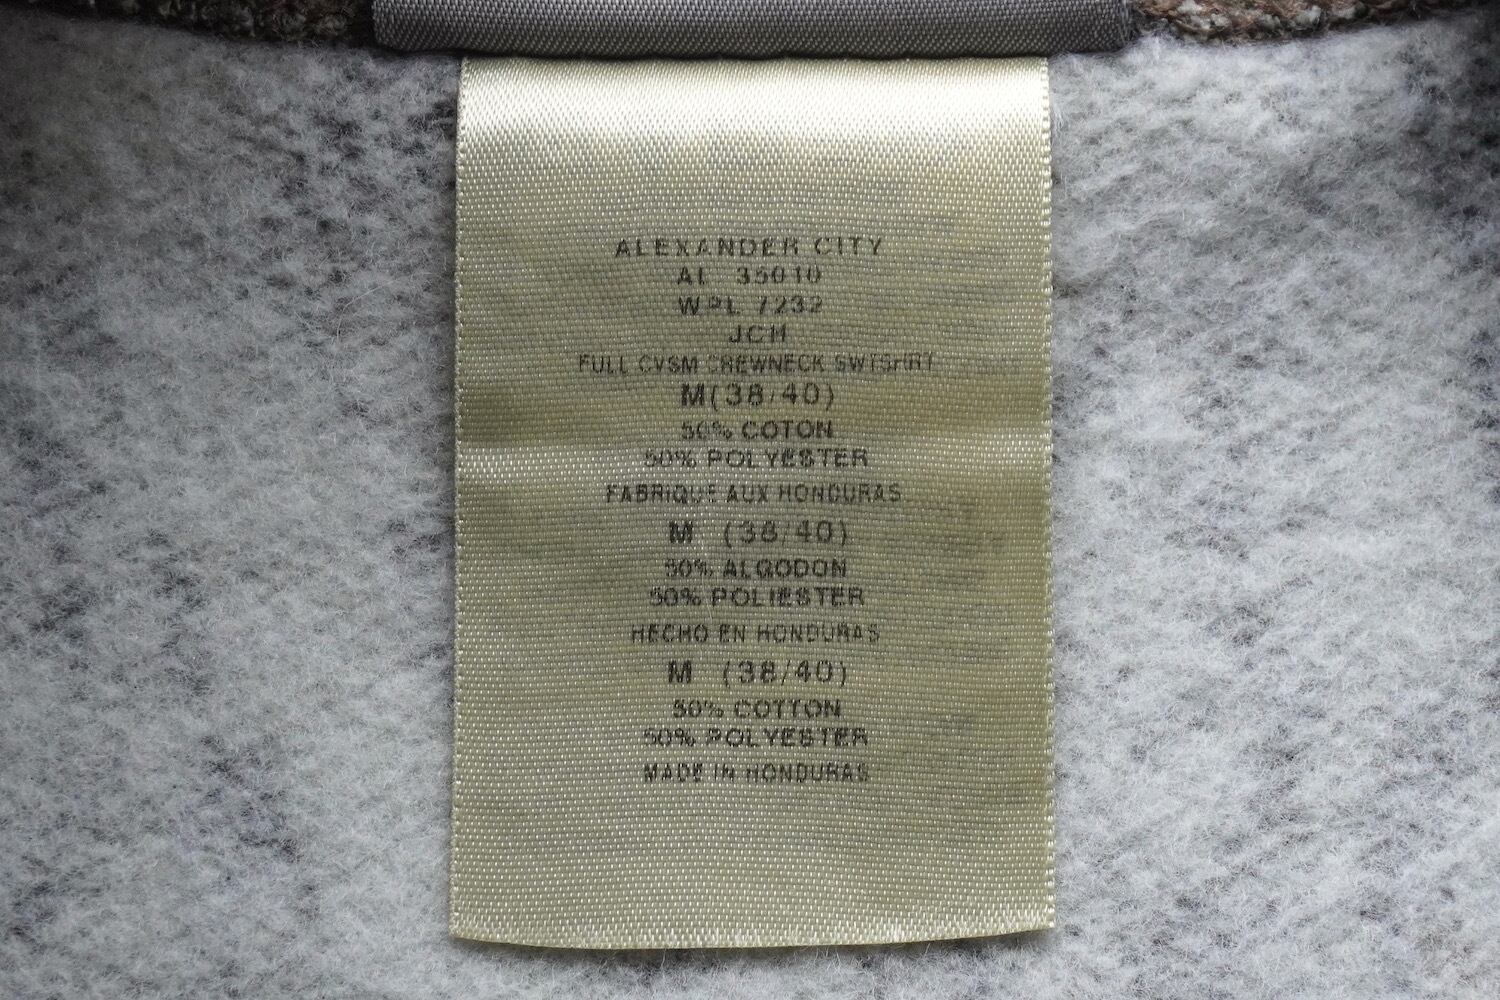 ALEXANDER CITY
AL 35010
WPL 7232
JCH
FULL CVSM CREWNECK SWTSHRT
M(38/40)
50% COTON
50% POLYESTER
FABRIQUE AUX HONDURAS
M (38/40)
50% ALGODON
50% POLIESTER
HECHO EN HONDURAS
M (38/40)
50% COTTON
50% POLYESTER
MADE IN HONDURAS